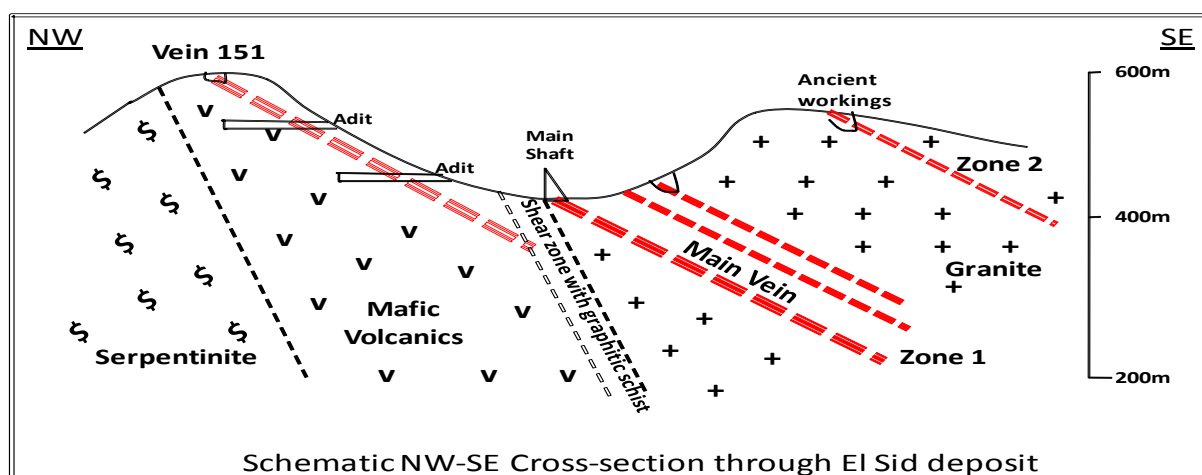 NW
SE
Vein 151
600m
Ancient
workings
Adit
Main
Shaft
Zone 2
Adit
400m
Shear zone with graphitic schist
Main Vein
Granite
Mafic
Volcanics
Serpentinite
Zone 1
200m
Schematic NW-SE Cross-section through El Sid deposit